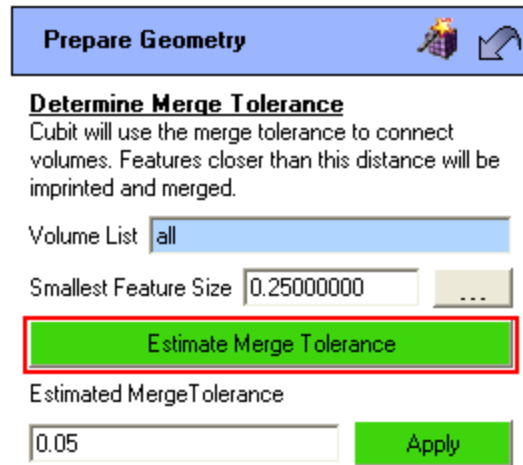 Prepare Geometry
Determine Merge Tolerance
Cubit will use the merge tolerance to connect
volumes. Features closer than this distance will be
imprinted and merged.
Volume List all
Smallest Feature Size 0.25000000 ...
Estimate Merge Tolerance
Estimated MergeTolerance
0.05 Apply